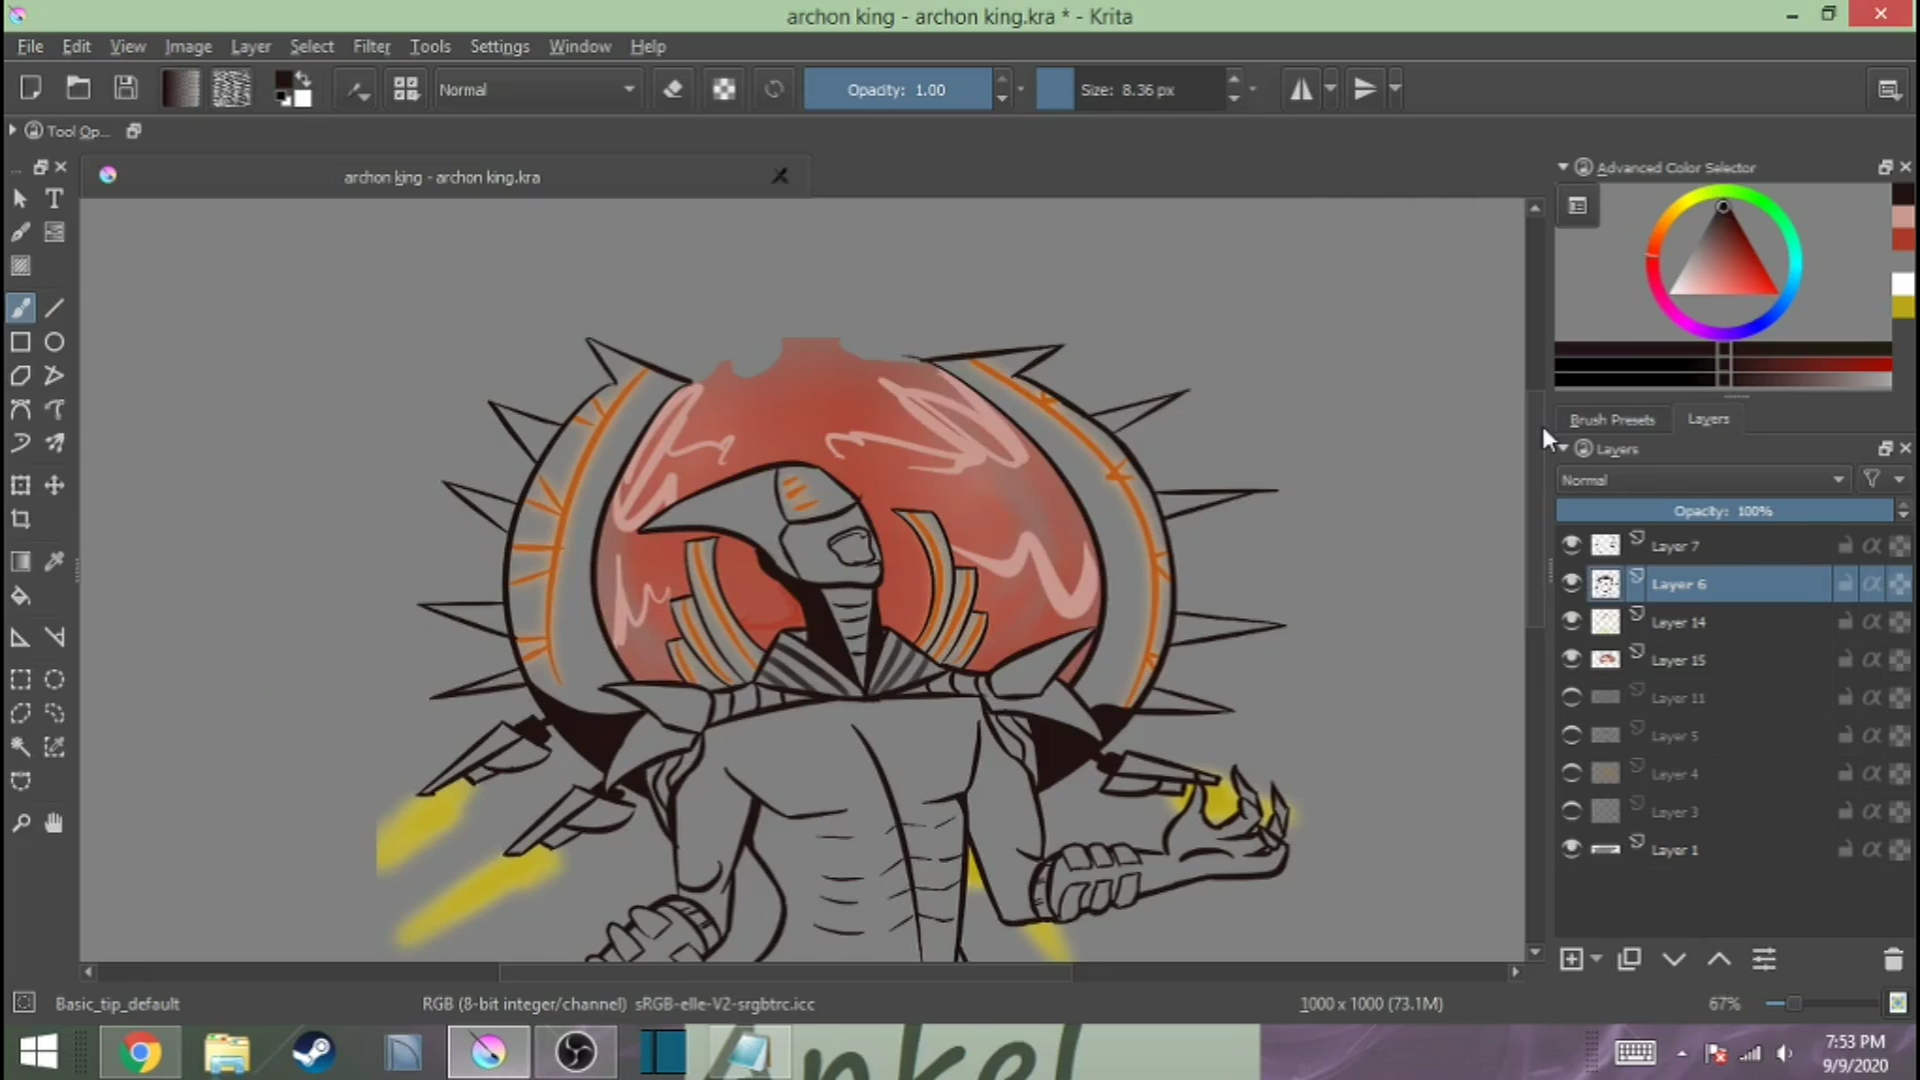 archon king - archon king.kra * - Krita
File Edit View Image Layer Select Filter Tools Settings Window Help
Normal
Opacity: 1.00
Size: 8.36 px
Tool Op...
archon king - archon king.kra
Advanced Color Selector
Brush Presets
Layers
Layers
Normal
Opacity: 100%
Layer 7
Layer 6
Layer 14
Layer 15
Layer 11
Layer 5
Layer 4
Layer 3
Layer 1
Basic_tip_default
RGB (8-bit integer/channel) sRGB-elle-V2-srgbtrc.icc
1000 x 1000 (73.1M)
67%
7:53 PM
9/9/2020